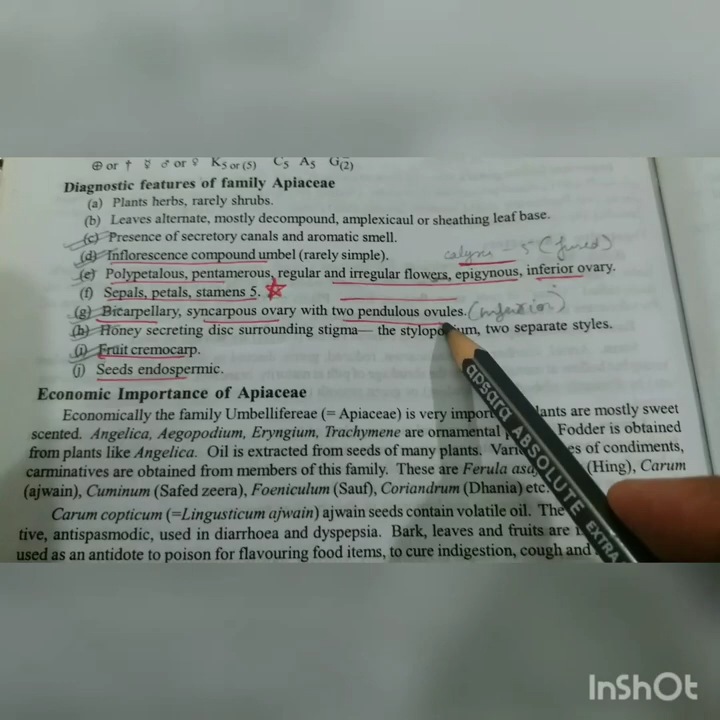 ⊕ or † ☿ ♂ or ♀ K5 or (5) C5 A5 G(2)
Diagnostic features of family Apiaceae
(a) Plants herbs, rarely shrubs.
(b) Leaves alternate, mostly decompound, amplexicaul or sheathing leaf base.
(c) Presence of secretory canals and aromatic smell.
(d) Inflorescence compound umbel (rarely simple). calyx 5 (fused)
(e) Polypetalous, pentamerous, regular and irregular flowers, epigynous, inferior ovary.
(f) Sepals, petals, stamens 5.
(g) Bicarpellary, syncarpous ovary with two pendulous ovules. (inferior)
(h) Honey secreting disc surrounding stigma— the stylopodium, two separate styles.
(i) Fruit cremocarp.
(j) Seeds endospermic.
Economic Importance of Apiaceae
Economically the family Umbellifereae (= Apiaceae) is very impor lants are mostly sweet
scented. Angelica, Aegopodium, Eryngium, Trachymene are ornamental Fodder is obtained
from plants like Angelica. Oil is extracted from seeds of many plants. Vari es of condiments,
carminatives are obtained from members of this family. These are Ferula asa (Hing), Carum
(ajwain), Cuminum (Safed zeera), Foeniculum (Sauf), Coriandrum (Dhania) etc.
Carum copticum (=Lingusticum ajwain) ajwain seeds contain volatile oil. The
tive, antispasmodic, used in diarrhoea and dyspepsia. Bark, leaves and fruits are
used as an antidote to poison for flavouring food items, to cure indigestion, cough and
apsara ABSOLUTE EXTRA
InShOt